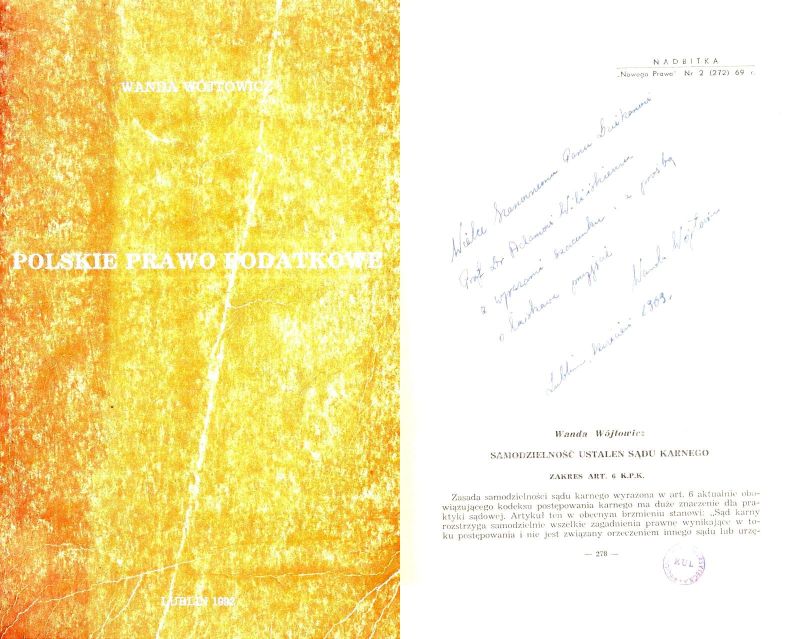 WANDA WÓJTOWICZ
POLSKIE PRAWO PODATKOWE
LUBLIN 1992
NADBITKA
„Nowego Prawa" Nr 2 (272) 69 r.
Wielce Szanownemu Panu Dziekanowi
Prof. Dr Adamowi Wilińskiemu
z wyrazami szacunku z prośbą
o łaskawe przyjęcie
Wanda Wójtowicz
Lublin, kwiecień 1969 r.
Wanda Wójtowicz
SAMODZIELNOŚĆ USTALEŃ SĄDU KARNEGO
ZAKRES ART. 6 K.P.K.
Zasada samodzielności sądu karnego wyrażona w art. 6 aktualnie obo-
wiązującego kodeksu postępowania karnego ma duże znaczenie dla pra-
ktyki sądowej. Artykuł ten w obecnym brzmieniu stanowi: „Sąd karny
rozstrzyga samodzielnie wszelkie zagadnienia prawne wynikające w to-
ku postępowania i nie jest związany orzeczeniem innego sądu lub urzę-
— 278 —
KUL